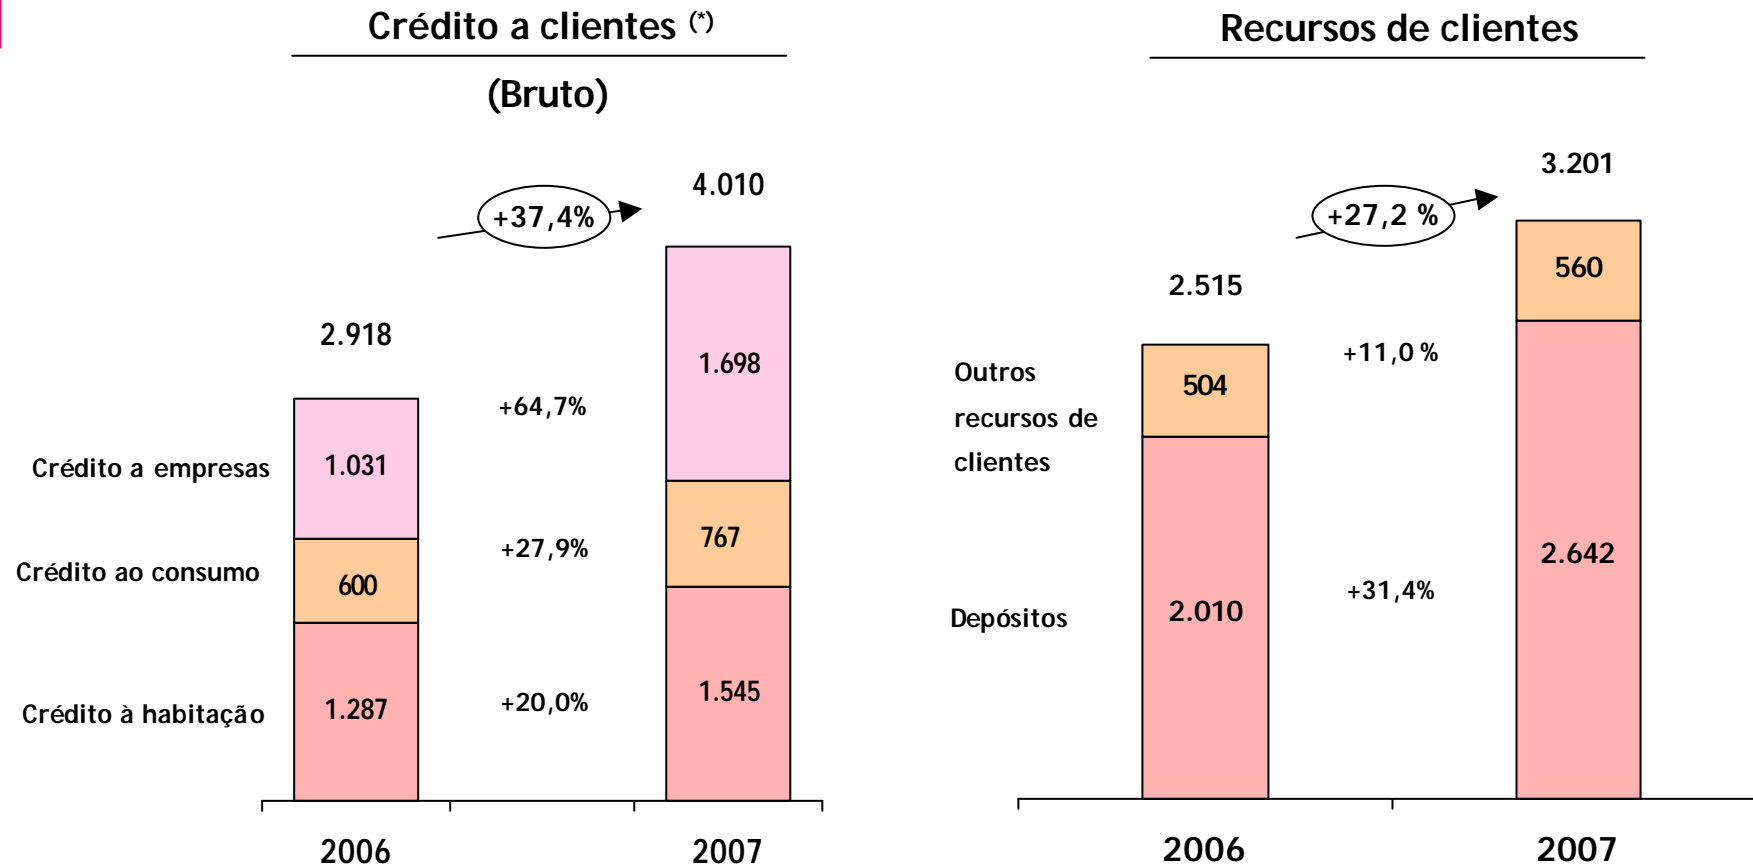 Crédito a clientes (*)
(Bruto)
4.010
+37,4%
2.918
1.698
+64,7%
Crédito a empresas
1.031
767
+27,9%
Crédito ao consumo
600
1.545
+20,0%
Crédito à habitação
1.287
2006
2007
Recursos de clientes
3.201
+27,2 %
560
2.515
+11,0 %
Outros
recursos de
clientes
504
2.642
+31,4%
Depósitos
2.010
2006
2007